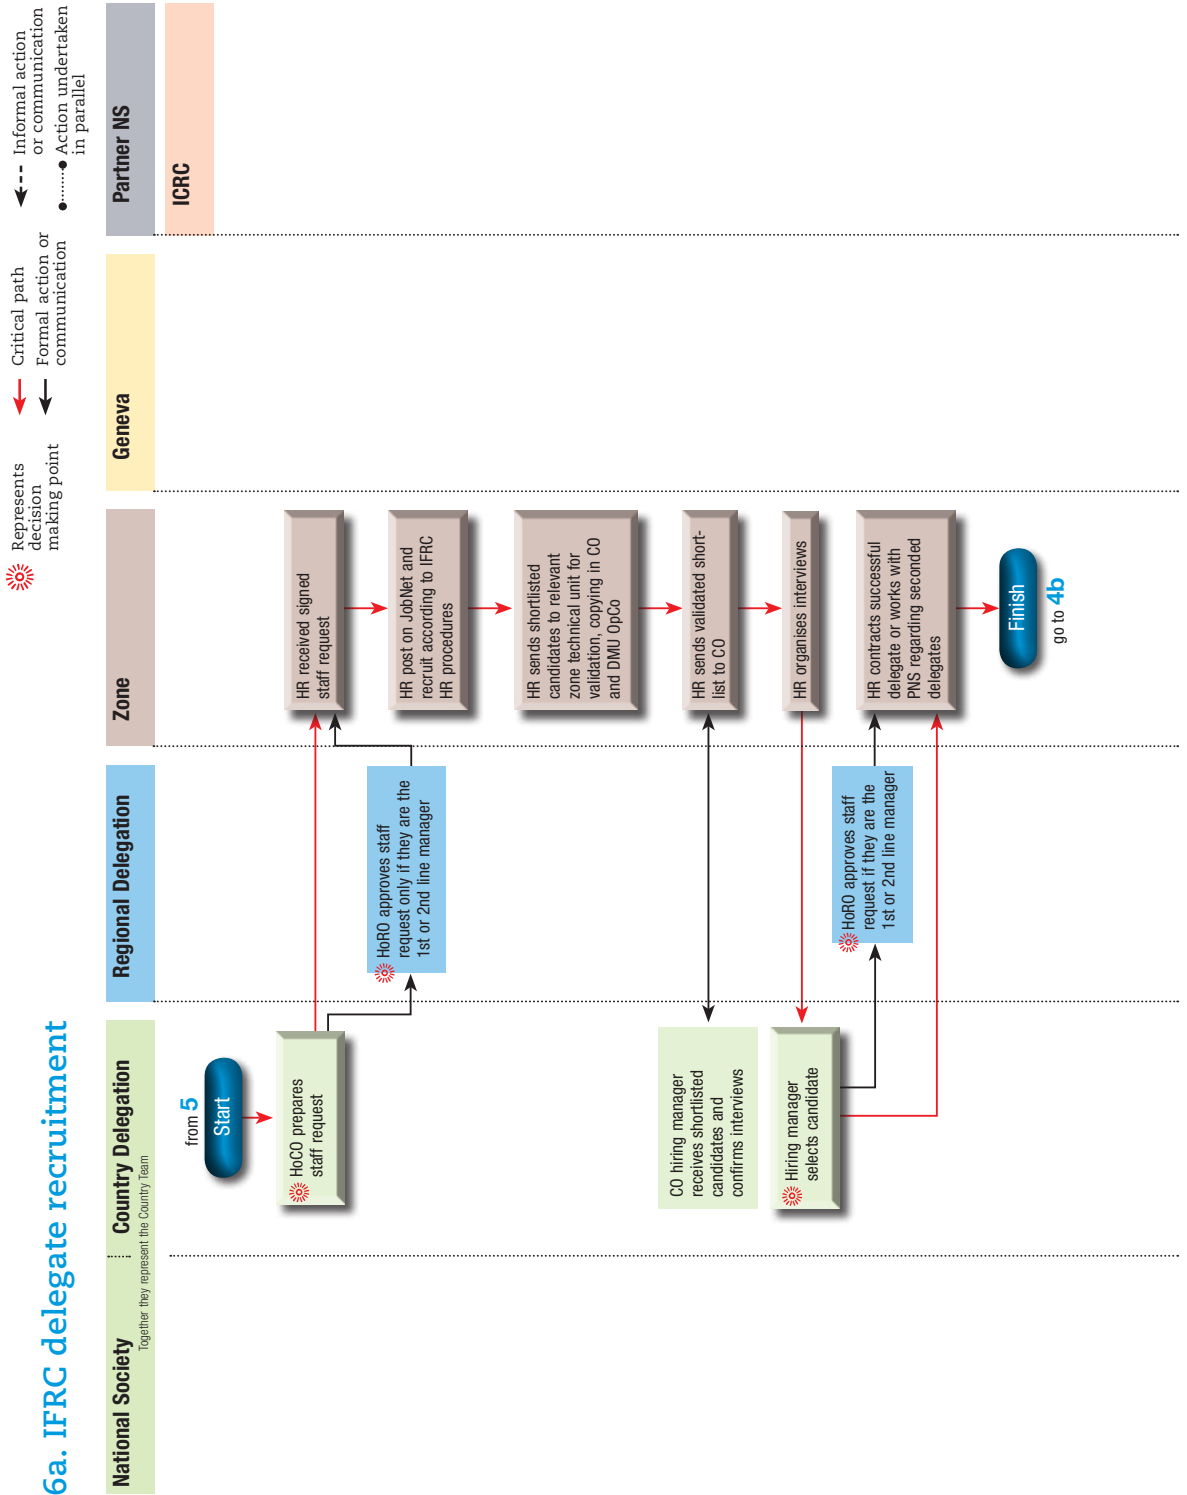 6a. IFRC delegate recruitment
Represents
decision
making point
Critical path
Formal action or
communication
Informal action
or communication
Action undertaken
in parallel
National Society
Country Delegation
Together they represent the Country Team
Regional Delegation
Zone
Geneva
Partner NS
ICRC
from 5
Start
HoCO prepares
staff request
HR received signed
staff request
HoRO approves staff
request only if they are the
1st or 2nd line manager
HR post on JobNet and
recruit according to IFRC
HR procedures
HR sends shortlisted
candidates to relevant
zone technical unit for
validation, copying in CO
and DMU OpCo
CO hiring manager
receives shortlisted
candidates and
confirms interviews
HR sends validated short-
list to CO
Hiring manager
selects candidate
HR organises interviews
HoRO approves staff
request if they are the
1st or 2nd line manager
HR contracts successful
delegate or works with
PNS regarding seconded
delegates
Finish
go to 4b